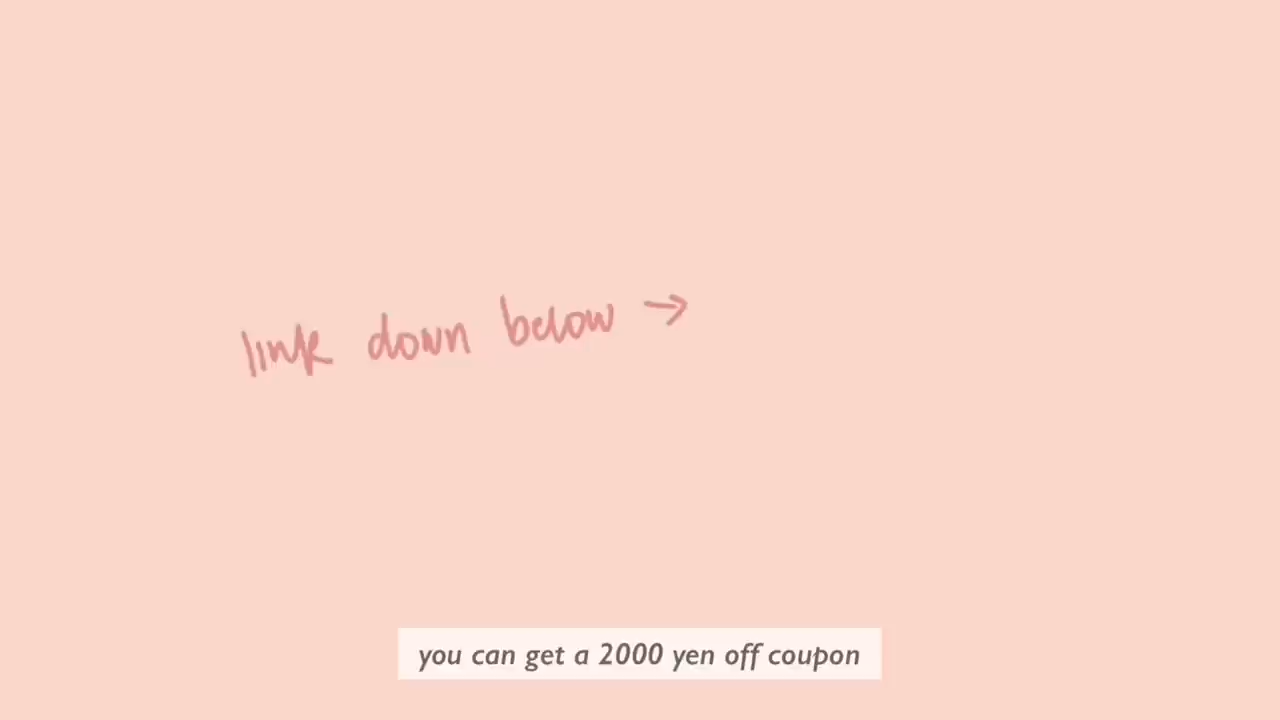 link down below →
you can get a 2000 yen off coupon